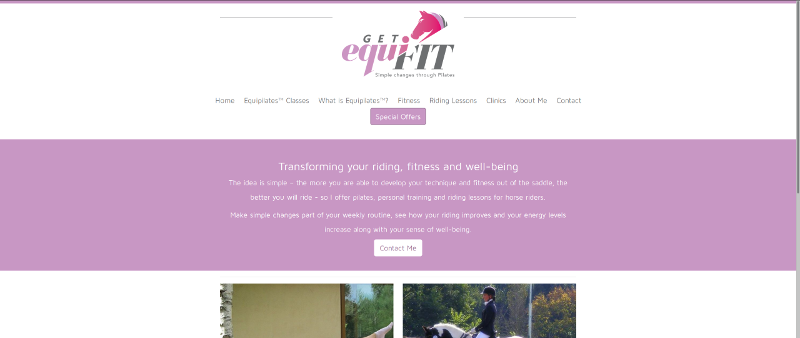 GET
equiFIT
Simple changes through Pilates
Home Equipilates™ Classes What is Equipilates™? Fitness Riding Lessons Clinics About Me Contact
Special Offers
Transforming your riding, fitness and well-being
The idea is simple – the more you are able to develop your technique and fitness out of the saddle, the
better you will ride – so I offer pilates, personal training and riding lessons for horse riders.
Make simple changes part of your weekly routine, see how your riding improves and your energy levels
increase along with your sense of well-being.
Contact Me